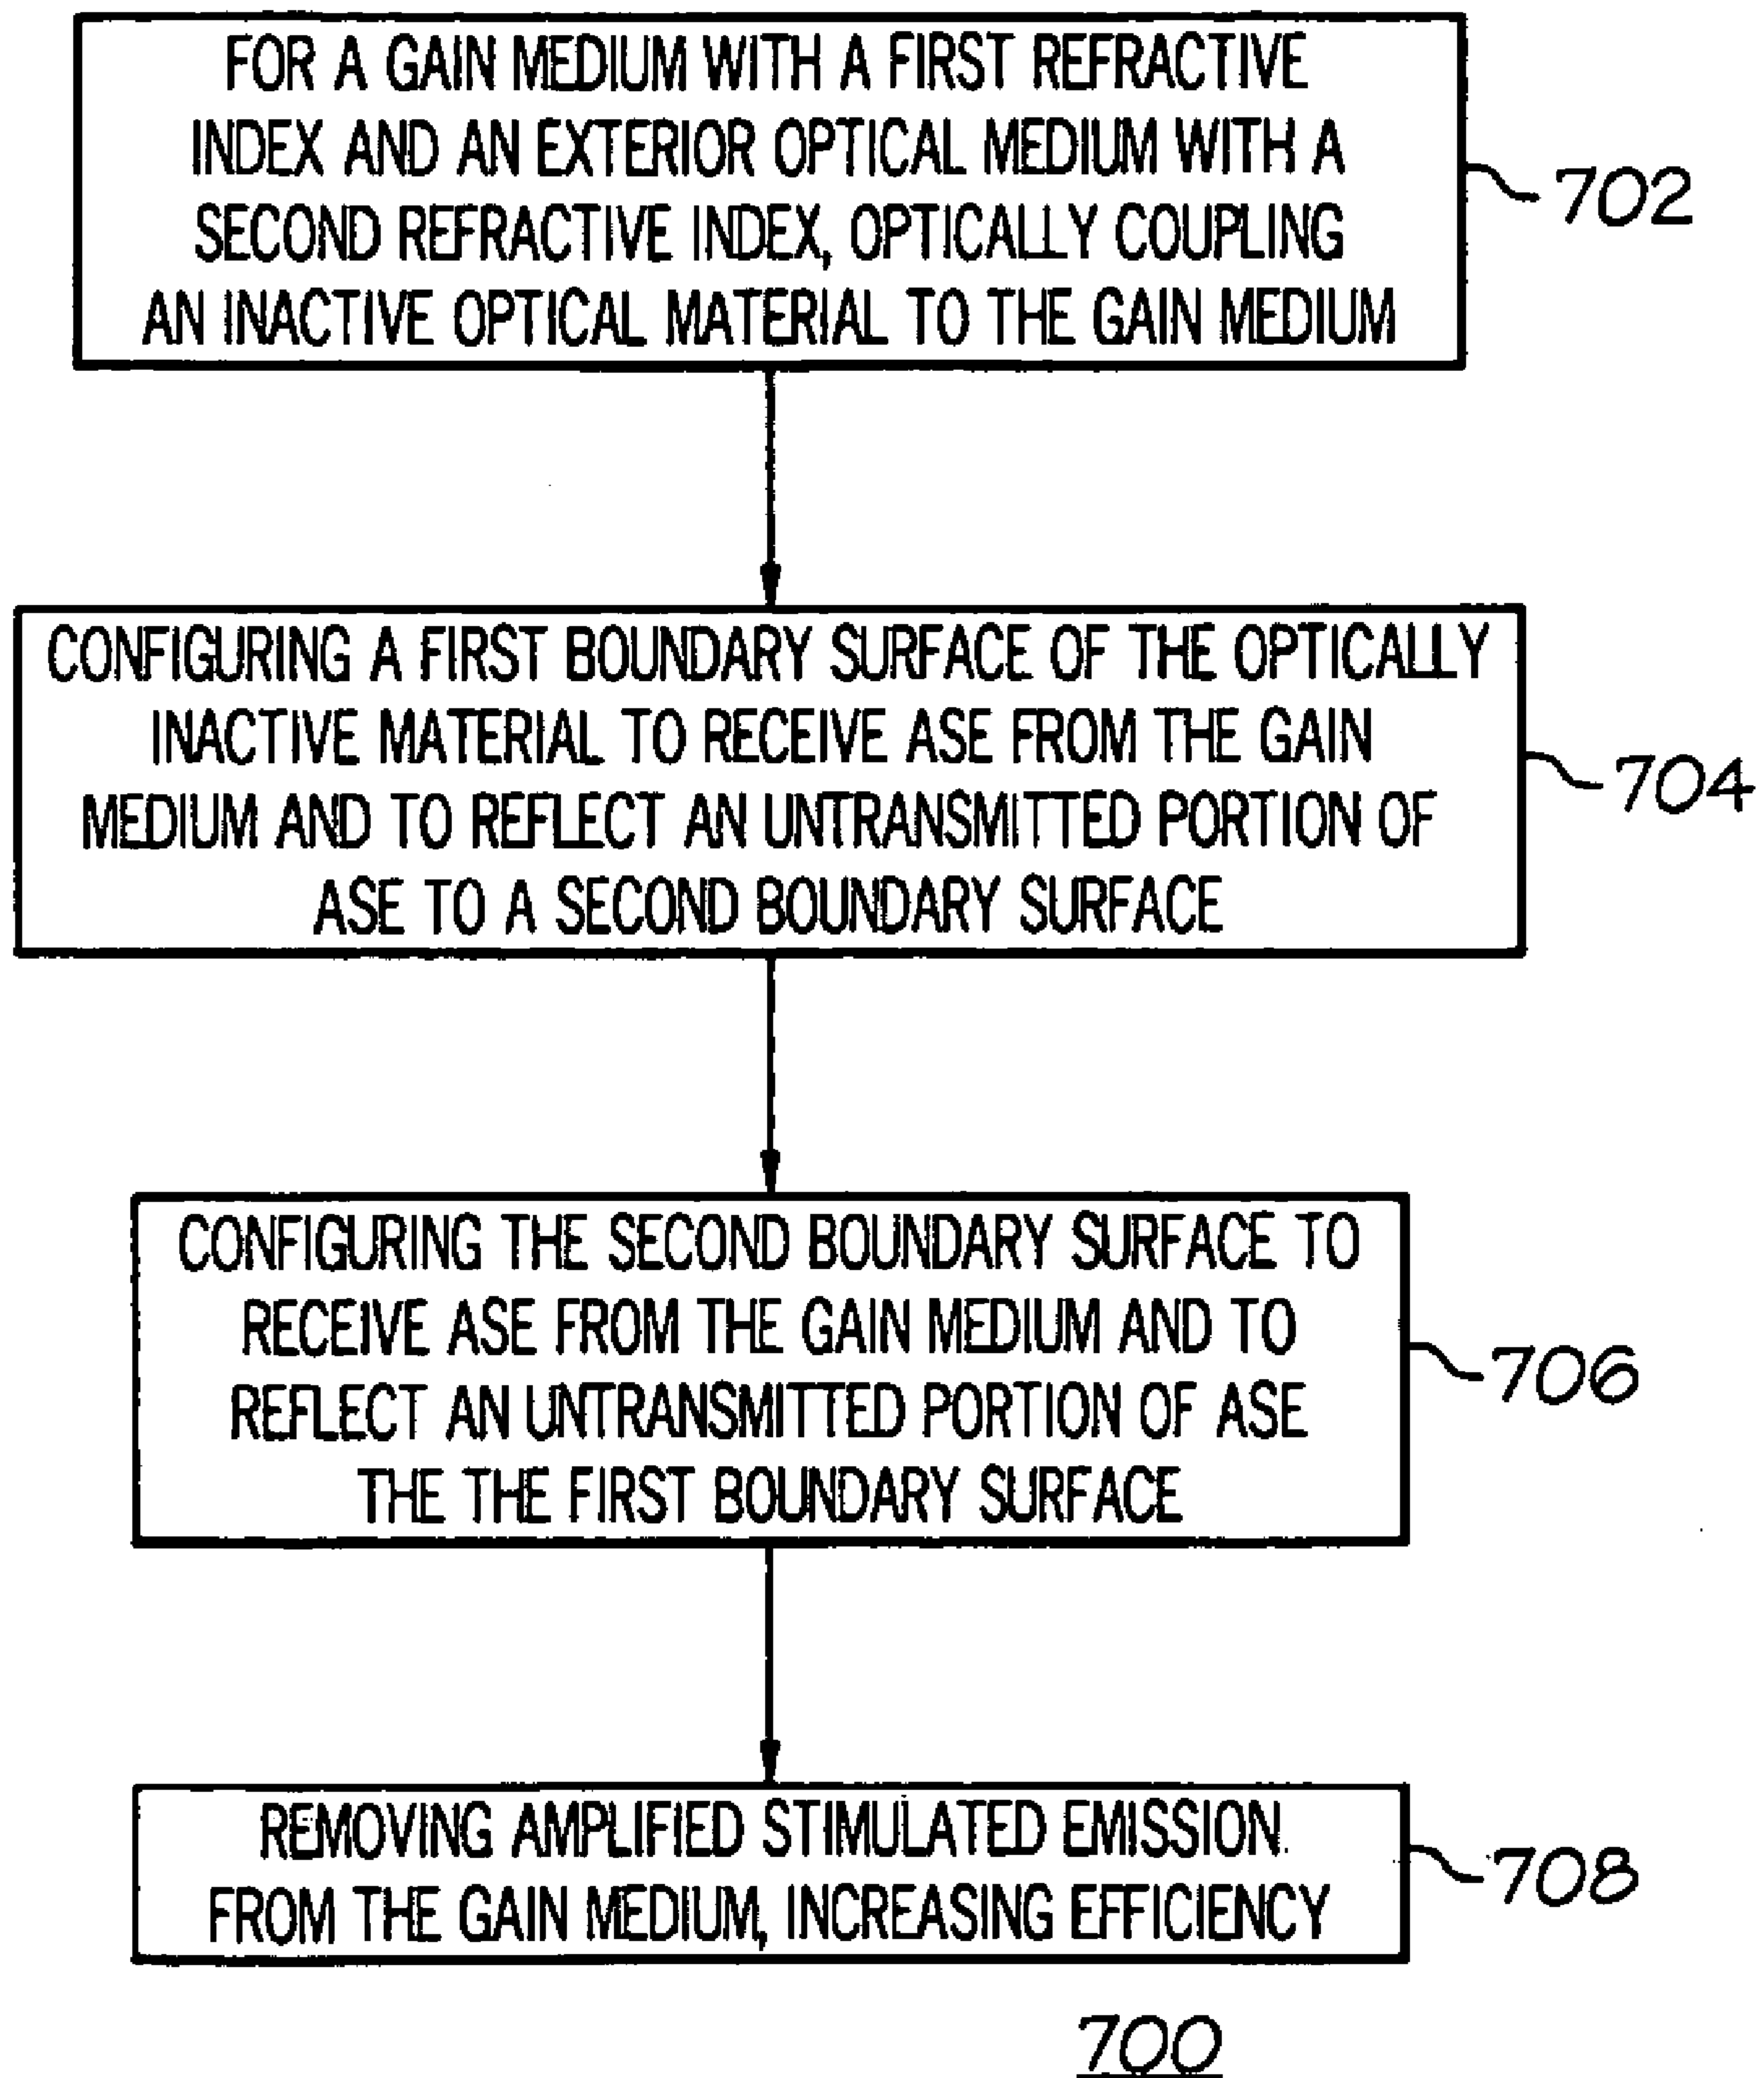 FOR A GAIN MEDIUM WITH A FIRST REFRACTIVE
INDEX AND AN EXTERIOR OPTICAL MEDIUM WITH A
SECOND REFRACTIVE INDEX, OPTICALLY COUPLING
AN INACTIVE OPTICAL MATERIAL TO THE GAIN MEDIUM
702
CONFIGURING A FIRST BOUNDARY SURFACE OF THE OPTICALLY
INACTIVE MATERIAL TO RECEIVE ASE FROM THE GAIN
MEDIUM AND TO REFLECT AN UNTRANSMITTED PORTION OF
ASE TO A SECOND BOUNDARY SURFACE
704
CONFIGURING THE SECOND BOUNDARY SURFACE TO
RECEIVE ASE FROM THE GAIN MEDIUM AND TO
REFLECT AN UNTRANSMITTED PORTION OF ASE
THE THE FIRST BOUNDARY SURFACE
706
REMOVING AMPLIFIED STIMULATED EMISSION
FROM THE GAIN MEDIUM, INCREASING EFFICIENCY
708
700